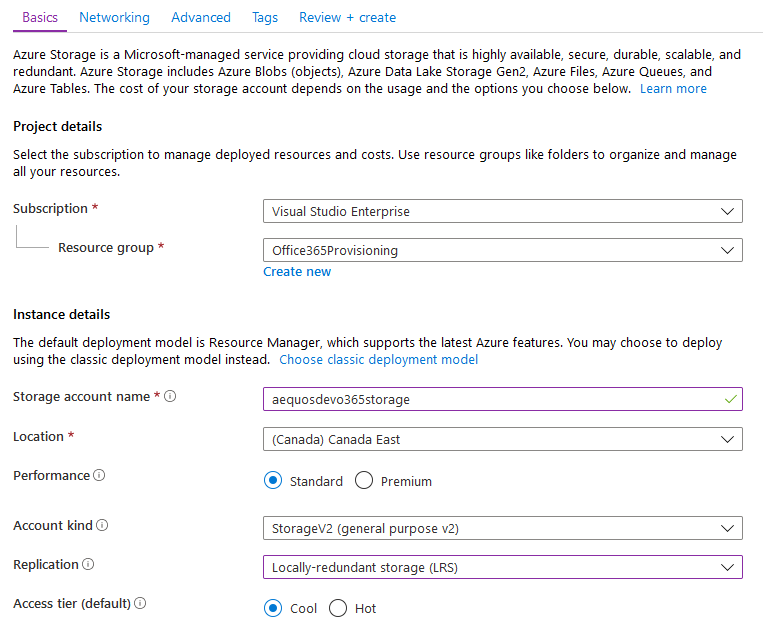 Basics Networking Advanced Tags Review + create
Azure Storage is a Microsoft-managed service providing cloud storage that is highly available, secure, durable, scalable, and
redundant. Azure Storage includes Azure Blobs (objects), Azure Data Lake Storage Gen2, Azure Files, Azure Queues, and
Azure Tables. The cost of your storage account depends on the usage and the options you choose below. Learn more
Project details
Select the subscription to manage deployed resources and costs. Use resource groups like folders to organize and manage
all your resources.
Subscription * Visual Studio Enterprise
Resource group * Office365Provisioning
Create new
Instance details
The default deployment model is Resource Manager, which supports the latest Azure features. You may choose to deploy
using the classic deployment model instead. Choose classic deployment model
Storage account name * aequosdevo365storage
Location * (Canada) Canada East
Performance Standard Premium
Account kind StorageV2 (general purpose v2)
Replication Locally-redundant storage (LRS)
Access tier (default) Cool Hot